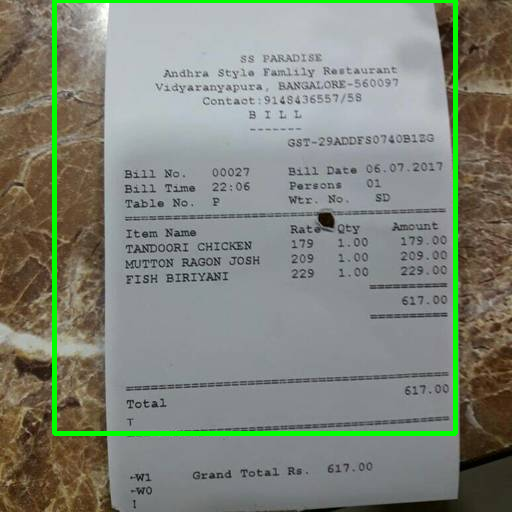 SS PARADISE
Andhra Style Famlily Restaurant
Vidyaranyapura, BANGALORE-560097
Contact:9148436557/58
B I L L
-------
GST-29ADDFS0740B1ZG
Bill No. 00027 Bill Date 06.07.2017
Bill Time 22:06 Persons 01
Table No. P Wtr. No. SD
Item Name Rate Qty Amount
TANDOORI CHICKEN 179 1.00 179.00
MUTTON RAGON JOSH 209 1.00 209.00
FISH BIRIYANI 229 1.00 229.00
617.00
Total 617.00
T
←W1 Grand Total Rs. 617.00
←W0